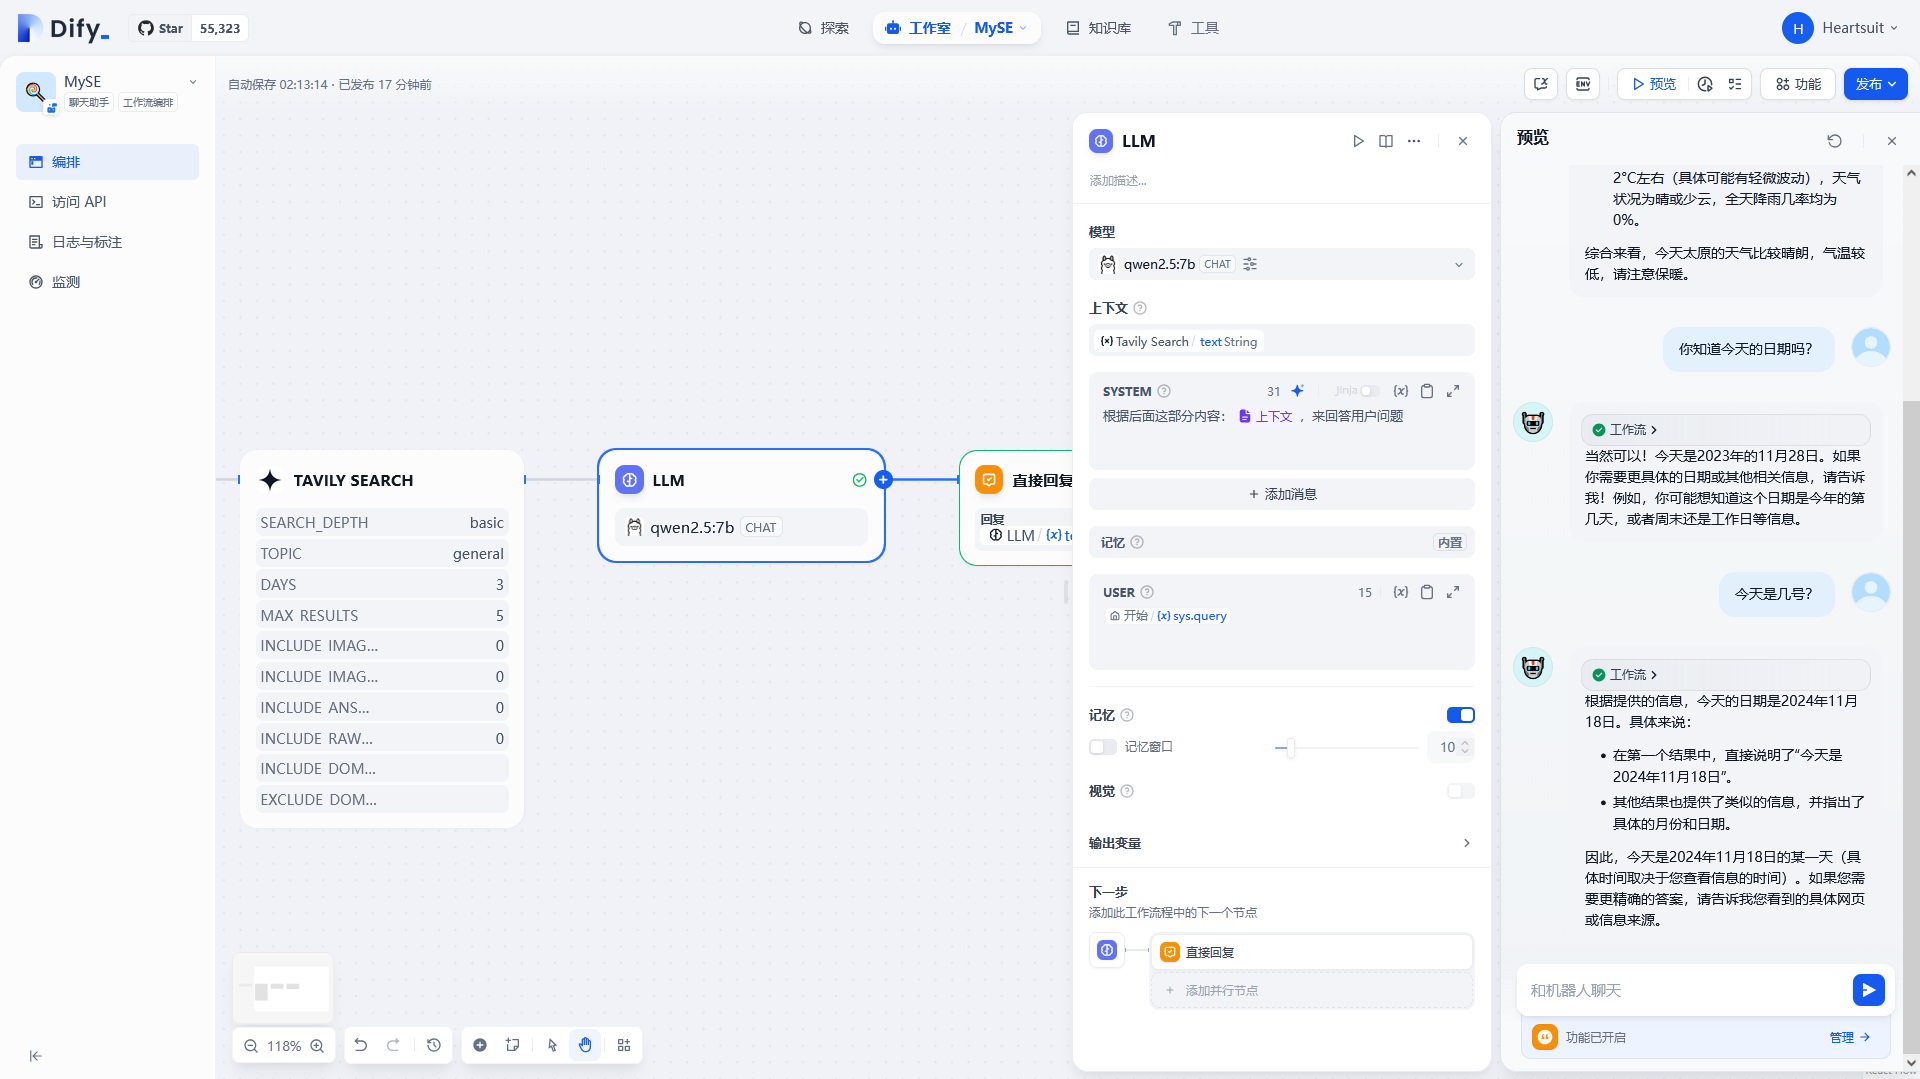 Dify_
Star 55,323
探索
工作室 / MySE
知识库
工具
H Heartsuit
MySE
聊天助手 工作流编排
编排
访问 API
日志与标注
监测
自动保存 02:13:14 · 已发布 17 分钟前
ENV
预览
功能
发布
TAVILY SEARCH
SEARCH_DEPTH basic
TOPIC general
DAYS 3
MAX RESULTS 5
INCLUDE IMAG... 0
INCLUDE IMAG... 0
INCLUDE ANS... 0
INCLUDE RAW... 0
INCLUDE DOM...
EXCLUDE DOM...
LLM
qwen2.5:7b CHAT
直接回复
回复
LLM / {x}
118%
LLM
添加描述...
模型
qwen2.5:7b CHAT
上下文
{x} Tavily Search / text String
SYSTEM 31 Jinja {x}
根据后面这部分内容： 上下文 ，来回答用户问题
+ 添加消息
记忆 内置
USER 15 {x}
开始 / {x} sys.query
记忆
记忆窗口 10
视觉
输出变量
下一步
添加此工作流程中的下一个节点
直接回复
+ 添加并行节点
预览
2°C左右（具体可能有轻微波动），天气
状况为晴或少云，全天降雨几率均为
0%。
综合来看，今天太原的天气比较晴朗，气温较
低，请注意保暖。
你知道今天的日期吗？
工作流
当然可以！今天是2023年的11月28日。如果
你需要更具体的日期或其他相关信息，请告诉
我！例如，你可能想知道这个日期是今年的第
几天，或者周末还是工作日等信息。
今天是几号？
工作流
根据提供的信息，今天的日期是2024年11月
18日。具体来说：
• 在第一个结果中，直接说明了“今天是
2024年11月18日”。
• 其他结果也提供了类似的信息，并指出了
具体的月份和日期。
因此，今天是2024年11月18日的某一天（具
体时间取决于您查看信息的时间）。如果您需
要更精确的答案，请告诉我您看到的具体网页
或信息来源。
和机器人聊天
功能已开启 管理 →